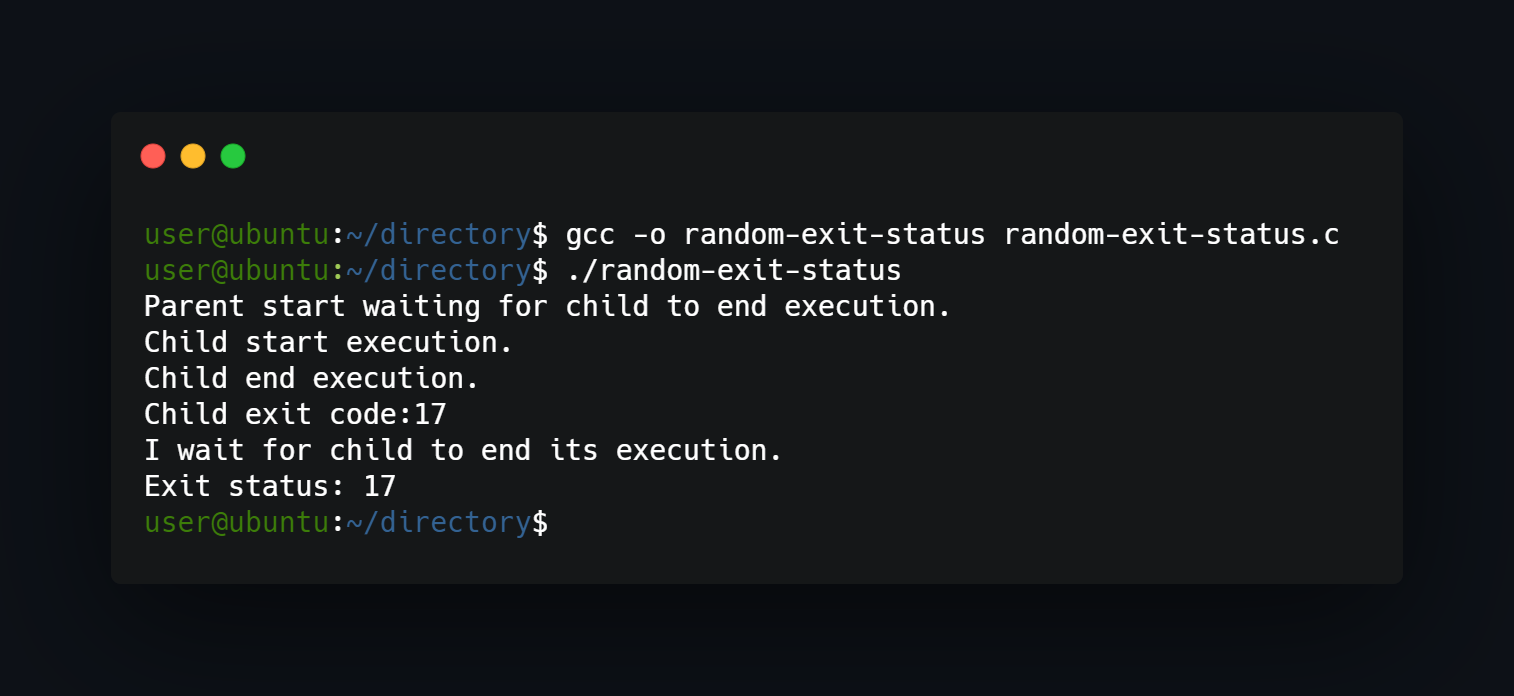 user@ubuntu:~/directory$ gcc -o random-exit-status random-exit-status.c
user@ubuntu:~/directory$ ./random-exit-status
Parent start waiting for child to end execution.
Child start execution.
Child end execution.
Child exit code:17
I wait for child to end its execution.
Exit status: 17
user@ubuntu:~/directory$